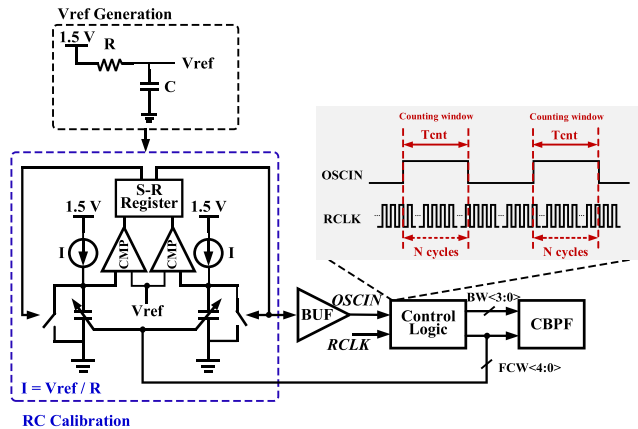 Vref Generation
1.5 V
R
Vref
C
Counting window
Counting window
Tcnt
Tcnt
OSCIN
RCLK
N cycles
N cycles
S-R
Register
1.5 V
1.5 V
I
CMP
CMP
I
Vref
BUF
OSCIN
RCLK
Control
Logic
BW<3:0>
CBPF
FCW<4:0>
I = Vref / R
RC Calibration